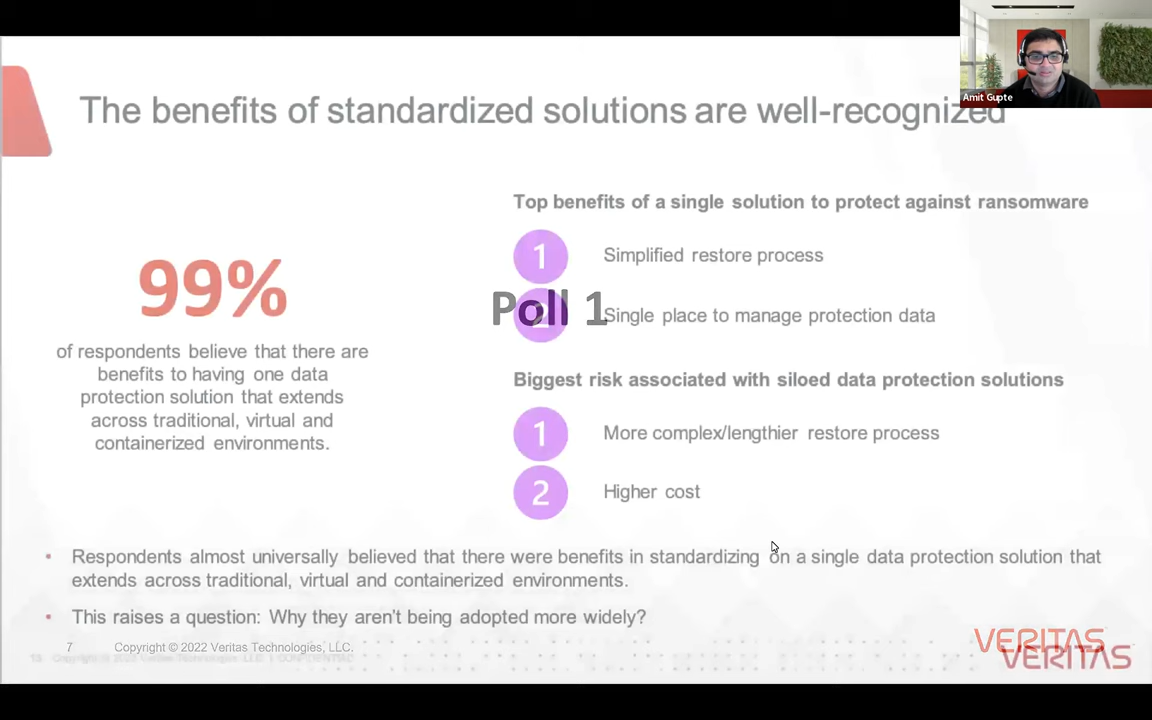 Amit Gupte
The benefits of standardized solutions are well-recognized
99%
of respondents believe that there are
benefits to having one data
protection solution that extends
across traditional, virtual and
containerized environments.
Top benefits of a single solution to protect against ransomware
1 Simplified restore process
Poll 1
2 Single place to manage protection data
Biggest risk associated with siloed data protection solutions
1 More complex/lengthier restore process
2 Higher cost
• Respondents almost universally believed that there were benefits in standardizing on a single data protection solution that
extends across traditional, virtual and containerized environments.
• This raises a question: Why they aren't being adopted more widely?
7 Copyright © 2022 Veritas Technologies, LLC.
VERITAS
VERITAS